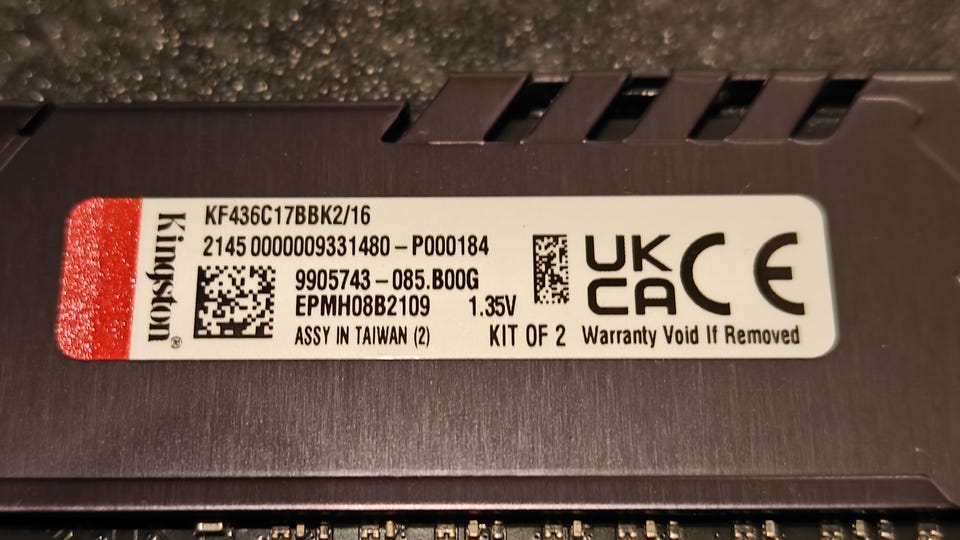 Kingston®
KF436C17BBK2/16
2145 0000009331480-P000184
9905743-085.B00G
EPMH08B2109 1.35V
ASSY IN TAIWAN (2) KIT OF 2
UK
CA
CE
Warranty Void If Removed